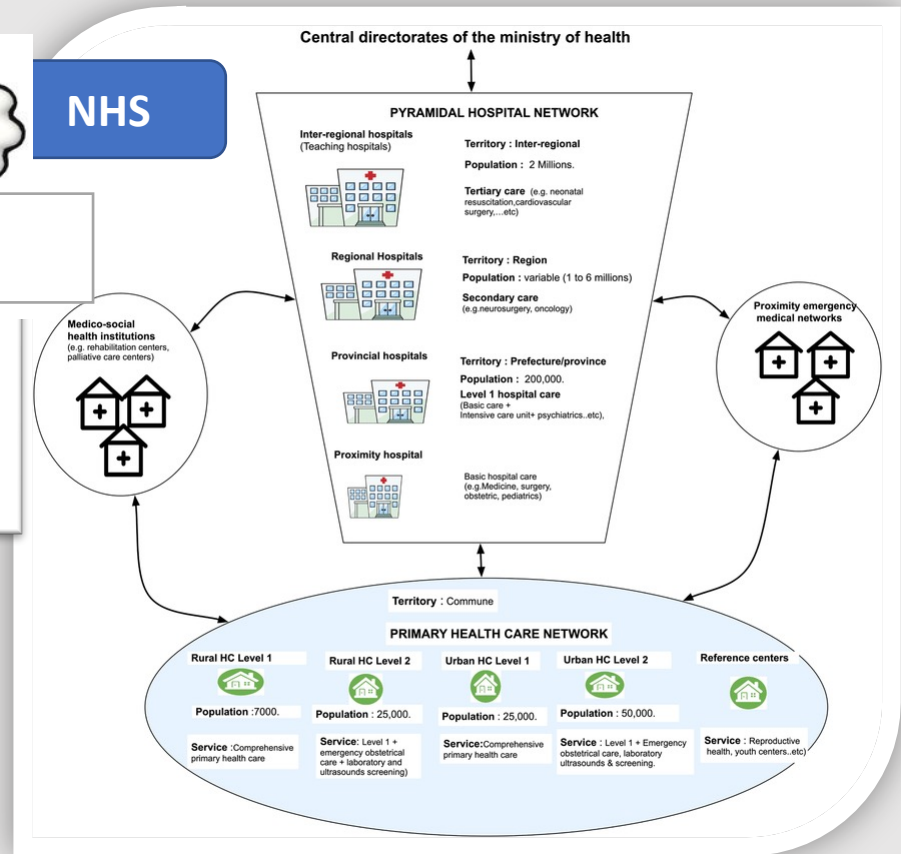 Central directorates of the ministry of health
NHS
PYRAMIDAL HOSPITAL NETWORK
Inter-regional hospitals
(Teaching hospitals)
Territory : Inter-regional
Population : 2 Millions.
Tertiary care (e.g. neonatal
resuscitation,cardiovascular
surgery,...etc)
Regional Hospitals
Territory : Region
Population : variable (1 to 6 millions)
Secondary care
(e.g.neurosurgery, oncology)
Provincial hospitals
Territory : Prefecture/province
Population : 200,000.
Level 1 hospital care
(Basic care +
Intensive care unit+ psychiatrics..etc),
Proximity hospital
Basic hospital care
(e.g.Medicine, surgery,
obstetric, pediatrics)
Medico-social
health institutions
(e.g. rehabilitation centers,
palliative care centers)
Proximity emergency
medical networks
Territory : Commune
PRIMARY HEALTH CARE NETWORK
Rural HC Level 1
Population :7000.
Service :Comprehensive
primary health care
Rural HC Level 2
Population : 25,000.
Service: Level 1 +
emergency obstetrical
care + laboratory and
ultrasounds screening)
Urban HC Level 1
Population : 25,000.
Service:Comprehensive
primary health care
Urban HC Level 2
Population : 50,000.
Service : Level 1 + Emergency
obstetrical care, laboratory
ultrasounds & screening.
Reference centers
Service : Reproductive
health, youth centers..etc)